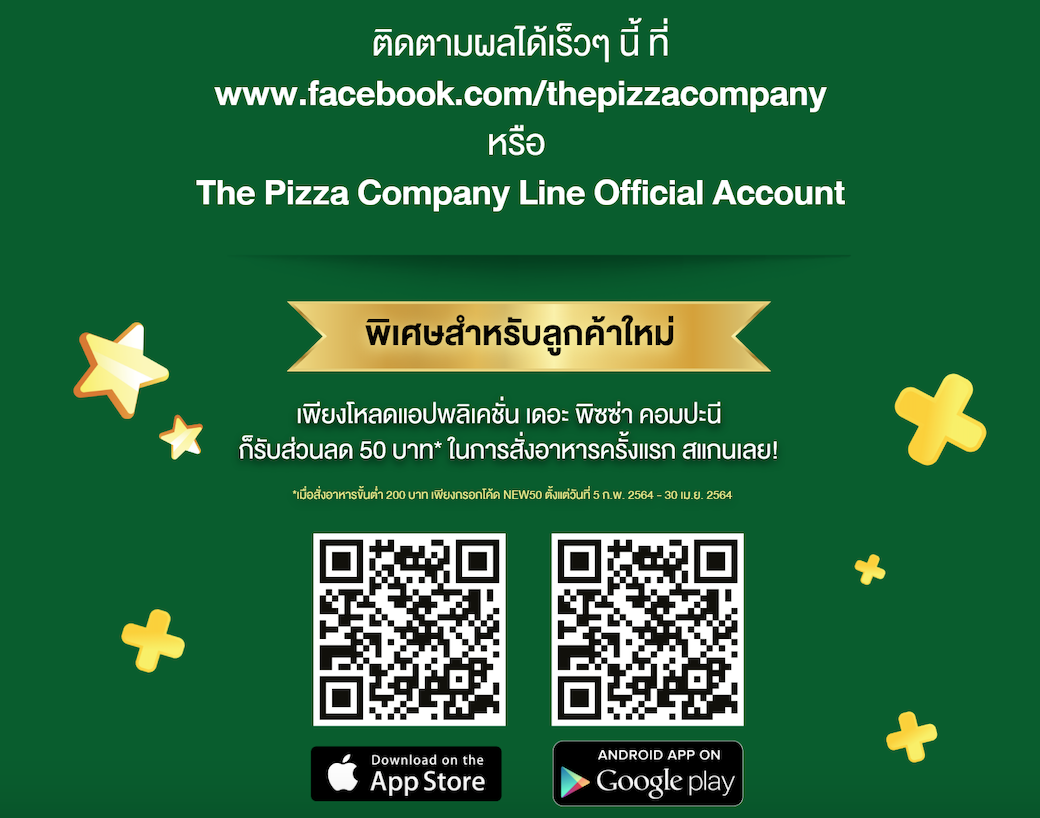 ติดตามผลได้เร็วๆ นี้ ที่
www.facebook.com/thepizzacompany
หรือ
The Pizza Company Line Official Account
พิเศษสำหรับลูกค้าใหม่
เพียงโหลดแอปพลิเคชั่น เดอะ พิซซ่า คอมปะนี
ก็รับส่วนลด 50 บาท* ในการสั่งอาหารครั้งแรก สแกนเลย!
*เมื่อสั่งอาหารขั้นต่ำ 200 บาท เพียงกรอกโค้ด NEW50 ตั้งแต่วันที่ 5 ก.พ. 2564 - 30 เม.ย. 2564
Download on the
App Store
ANDROID APP ON
Google play